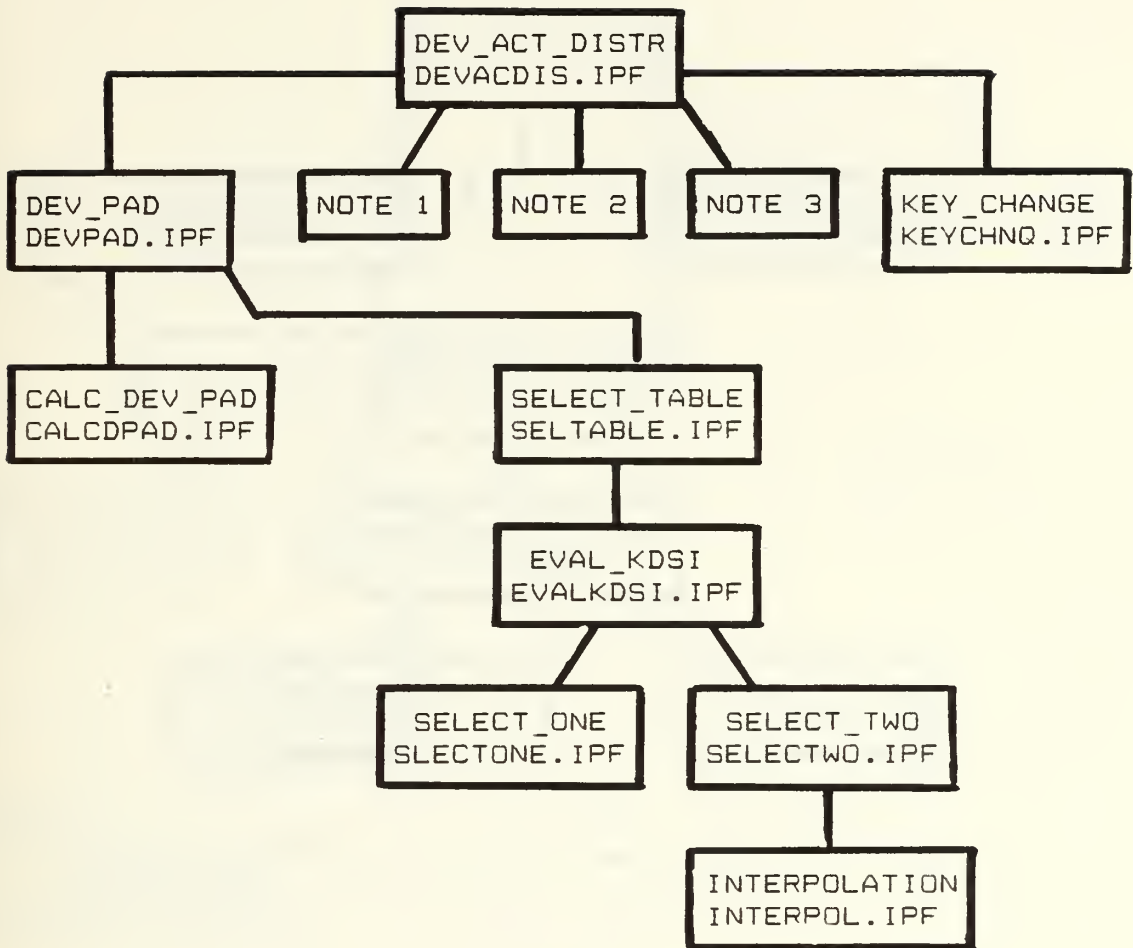 DEV_ACT_DISTR
DEVACDIS.IPF
DEV_PAD
DEVPAD.IPF
NOTE 1
NOTE 2
NOTE 3
KEY_CHANGE
KEYCHNQ.IPF
CALC_DEV_PAD
CALCDPAD.IPF
SELECT_TABLE
SELTABLE.IPF
EVAL_KDSI
EVALKDSI.IPF
SELECT_ONE
SLECTONE.IPF
SELECT_TWO
SELECTWO.IPF
INTERPOLATION
INTERPOL.IPF